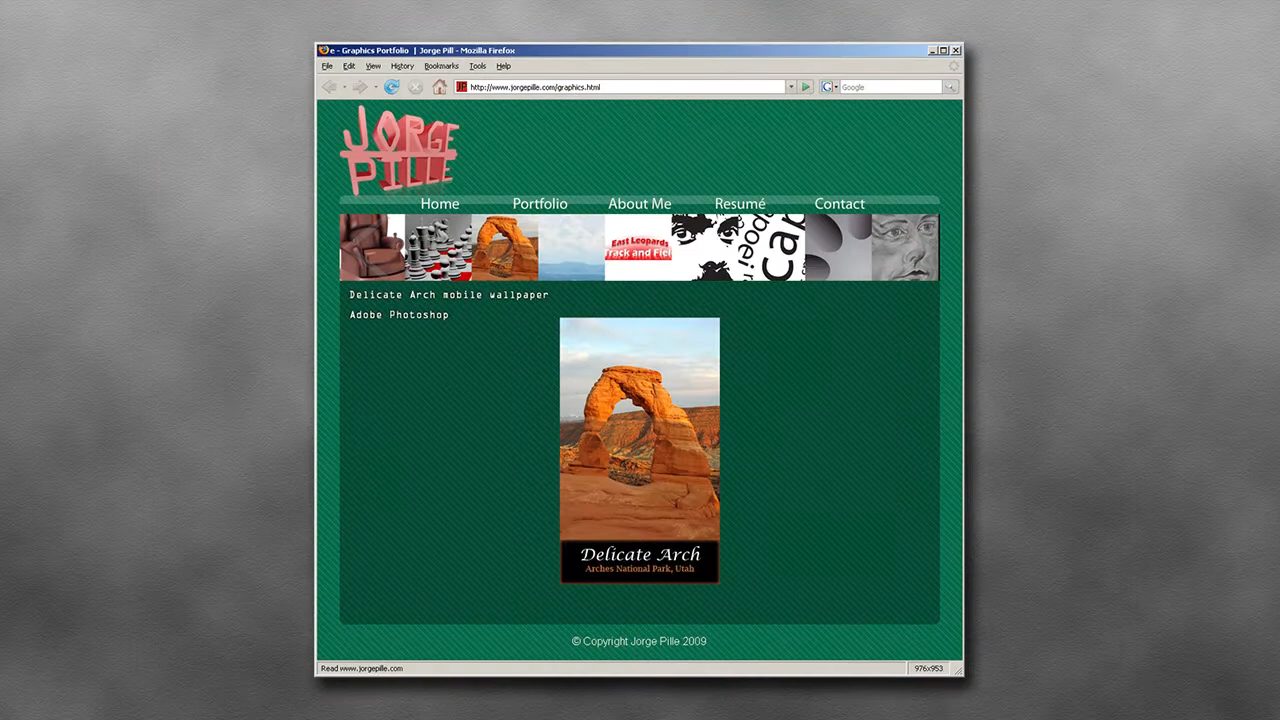 e - Graphics Portfolio | Jorge Pill - Mozilla Firefox
File Edit View History Bookmarks Tools Help
http://www.jorgepille.com/graphics.html
Google
JORGE
PILLE
Home Portfolio About Me Resumé Contact
East Leopards
Track and Fiel
Delicate Arch mobile wallpaper
Adobe Photoshop
Delicate Arch
Arches National Park, Utah
© Copyright Jorge Pille 2009
Read www.jorgepille.com
976x953